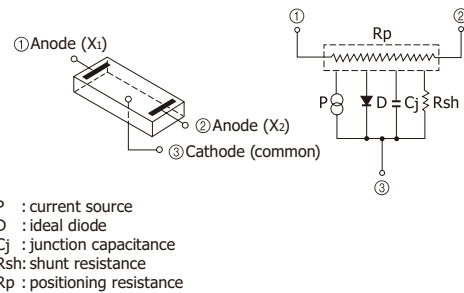 ①Anode (X1)
②Anode (X2)
③Cathode (common)
① ②
Rp
P D Cj Rsh
③
P : current source
D : ideal diode
Cj : junction capacitance
Rsh: shunt resistance
Rp : positioning resistance